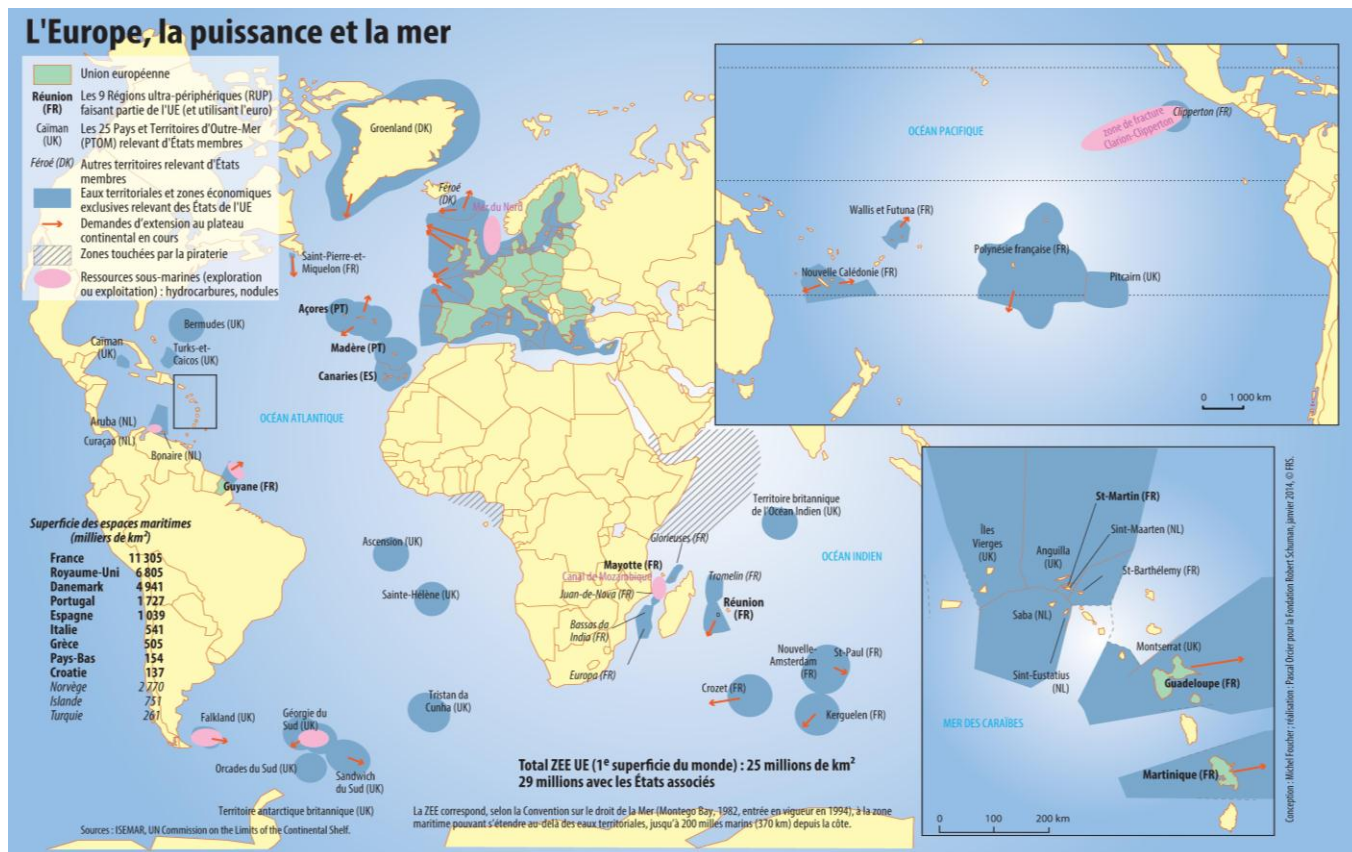 L'Europe, la puissance et la mer
Union européenne
Réunion
(FR)
Les 9 Régions ultra-périphériques (RUP)
faisant partie de l'UE (et utilisant l'euro)
Caïman
(UK)
Les 25 Pays et Territoires d'Outre-Mer
(PTOM) relevant d'États membres
Féroé (DK)
Autres territoires relevant d'États
membres
Eaux territoriales et zones économiques
exclusives relevant des États de l'UE
Demandes d'extension au plateau
continental en cours
Zones touchées par la piraterie
Ressources sous-marines (exploration
ou exploitation) : hydrocarbures, nodules
Groenland (DK)
Féroé
(DK)
Mer du Nord
Saint-Pierre-et-
Miquelon (FR)
Açores (PT)
Madère (PT)
Canaries (ES)
Bermudes (UK)
Caïman
(UK)
Turks-et-
Caicos (UK)
OCÉAN ATLANTIQUE
Aruba (NL)
Curaçao (NL)
Bonaire (NL)
Guyane (FR)
OCÉAN PACIFIQUE
zone de fracture
Clarion-Clipperton
Clipperton (FR)
Wallis et Futuna (FR)
Nouvelle Calédonie (FR)
Polynésie française (FR)
Pitcairn (UK)
0 1 000 km
Superficie des espaces maritimes
(milliers de km²)
France 11 305
Royaume-Uni 6 805
Danemark 4 941
Portugal 1 727
Espagne 1 039
Italie 541
Grèce 505
Pays-Bas 154
Croatie 137
Norvège 2 770
Islande 751
Turquie 261
Ascension (UK)
Sainte-Hélène (UK)
Tristan da
Cunha (UK)
Falkland (UK)
Géorgie du
Sud (UK)
Orcades du Sud (UK)
Sandwich
du Sud (UK)
Territoire antarctique britannique (UK)
Territoire britannique
de l'Océan Indien (UK)
OCÉAN INDIEN
Glorieuses (FR)
Mayotte (FR)
Canal de Mozambique
Juan-de-Nova (FR)
Tromelin (FR)
Réunion
(FR)
Bassas da
India (FR)
Europa (FR)
Nouvelle-
Amsterdam
(FR)
St-Paul (FR)
Crozet (FR)
Kerguelen (FR)
St-Martin (FR)
Sint-Maarten (NL)
Îles
Vierges
(UK)
Anguilla
(UK)
St-Barthélemy (FR)
Saba (NL)
Sint-Eustatius
(NL)
Montserrat (UK)
Guadeloupe (FR)
MER DES CARAÏBES
Martinique (FR)
0 100 200 km
Total ZEE UE (1e superficie du monde) : 25 millions de km²
29 millions avec les États associés
La ZEE correspond, selon la Convention sur le droit de la Mer (Montego Bay, 1982, entrée en vigueur en 1994), à la zone
maritime pouvant s'étendre au-delà des eaux territoriales, jusqu'à 200 milles marins (370 km) depuis la côte.
Sources : ISEMAR, UN Commission on the Limits of the Continental Shelf.
Conception : Michel Foucher ; réalisation : Pascal Orcier pour la Fondation Robert Schuman, janvier 2014, © FRS.